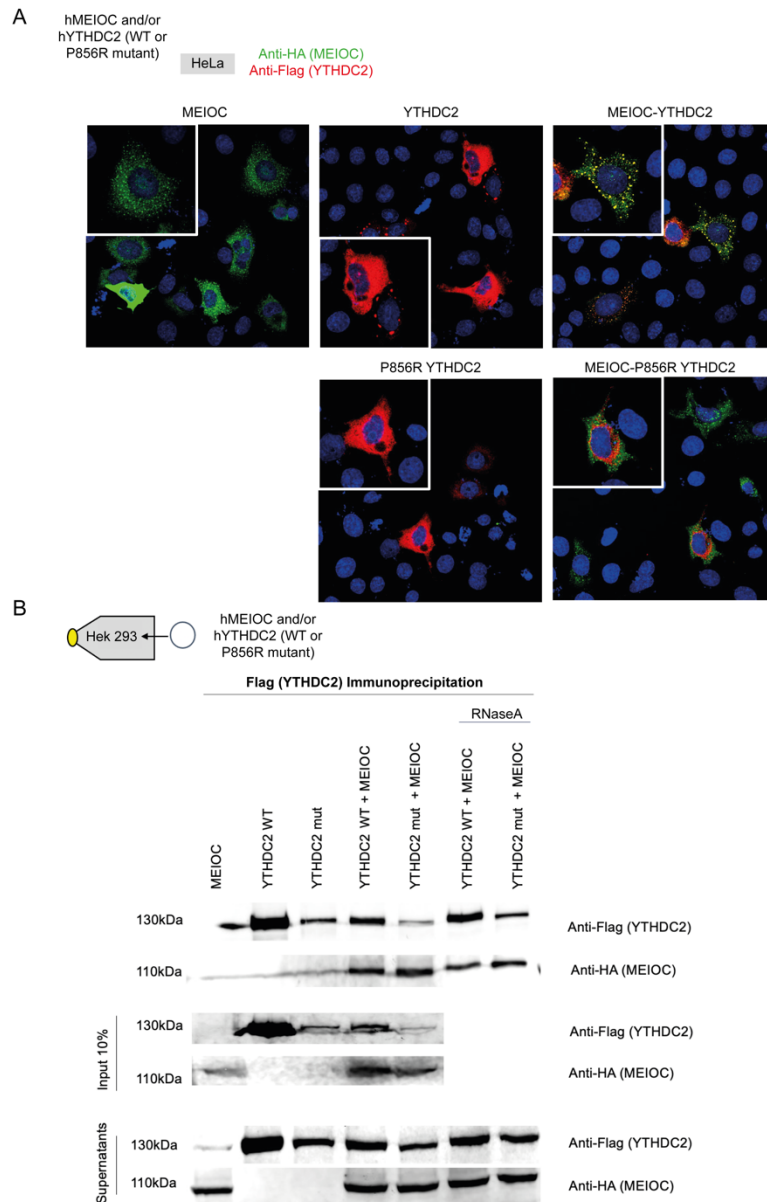 A
hMEIOC and/or
hYTHDC2 (WT or
P856R mutant)
HeLa
Anti-HA (MEIOC)
Anti-Flag (YTHDC2)
MEIOC
YTHDC2
MEIOC-YTHDC2
P856R YTHDC2
MEIOC-P856R YTHDC2
B
Hek 293
hMEIOC and/or
hYTHDC2 (WT or
P856R mutant)
Flag (YTHDC2) Immunoprecipitation
RNaseA
MEIOC
YTHDC2 WT
YTHDC2 mut
YTHDC2 WT + MEIOC
YTHDC2 mut + MEIOC
YTHDC2 WT + MEIOC
YTHDC2 mut + MEIOC
130kDa
Anti-Flag (YTHDC2)
110kDa
Anti-HA (MEIOC)
Input 10%
130kDa
Anti-Flag (YTHDC2)
110kDa
Anti-HA (MEIOC)
Supernatants
130kDa
Anti-Flag (YTHDC2)
110kDa
Anti-HA (MEIOC)